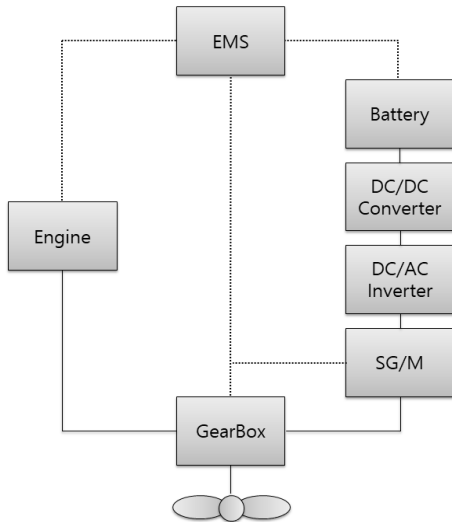 EMS
Battery
DC/DC
Converter
Engine
DC/AC
Inverter
SG/M
GearBox